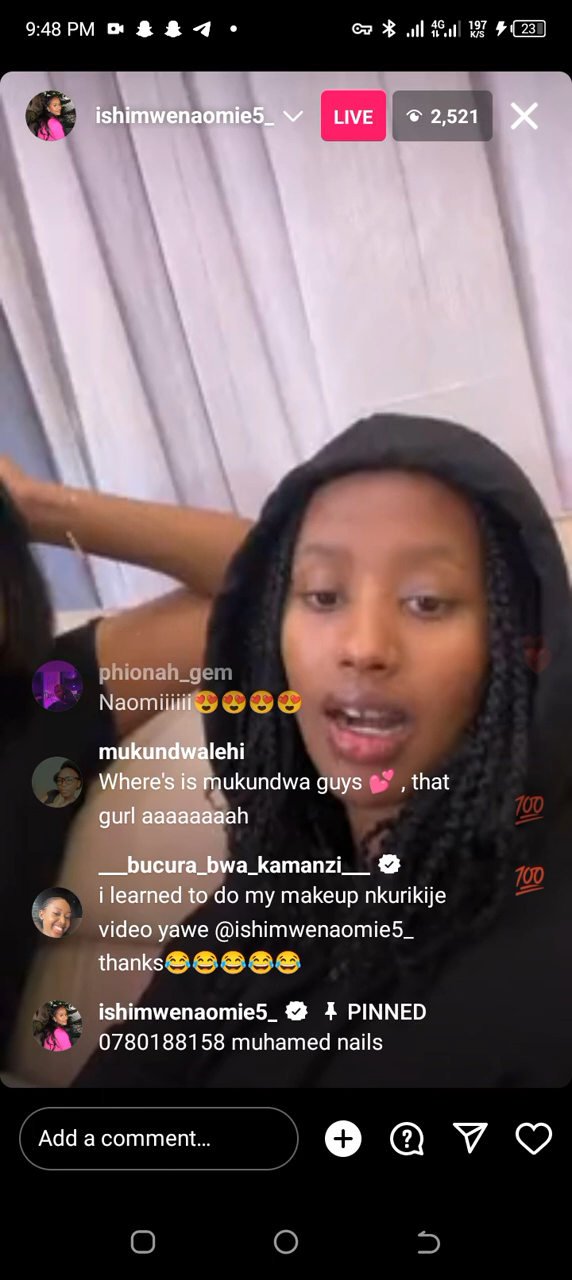 9:48 PM 4G 197 K/S 23
ishimwenaomie5_ LIVE 2,521
phionah_gem
Naomiiiiii😍😍😍😍
mukundwalehi
Where's is mukundwa guys 💕 , that
gurl aaaaaaaah
___bucura_bwa_kamanzi___
i learned to do my makeup nkurikije
video yawe @ishimwenaomie5_
thanks😂😂😂😂😂
ishimwenaomie5_ PINNED
0780188158 muhamed nails
💯
💯
Add a comment...